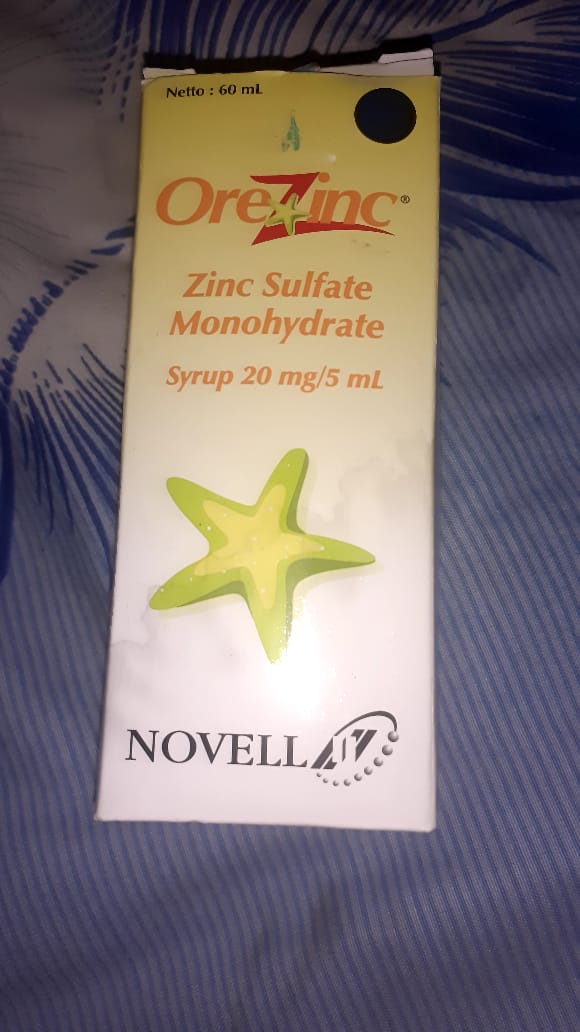 Netto : 60 mL
OreZinc®
Zinc Sulfate
Monohydrate
Syrup 20 mg/5 mL
NOVELL